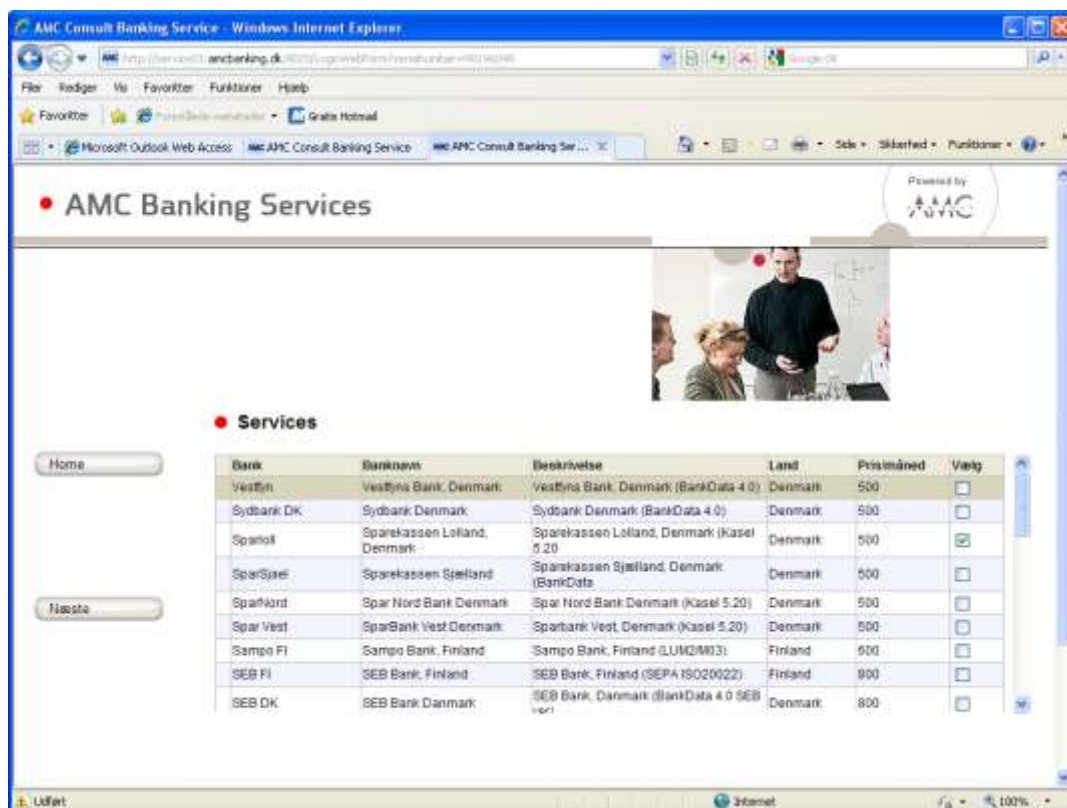 AMC Consult Banking Service - Windows Internet Explorer
amcbanking.dk
Filer Rediger Vis Favoritter Funktioner Hjælp
Favoritter Gratis Hotmail
Microsoft Outlook Web Access AMC Consult Banking Service AMC Consult Banking Ser... Side Sikkerhed Funktioner
Powered by
AMC
AMC Banking Services
Services
Home
Næste
Bank Banknavn Beskrivelse Land Pris/måned Vælg
Vestfyn Vestfyns Bank, Denmark Vestfyns Bank, Denmark (BankData 4.0) Denmark 500
Sydbank DK Sydbank Denmark Sydbank Denmark (BankData 4.0) Denmark 500
Sparloll Sparekassen Lolland, Denmark Sparekassen Lolland, Denmark (Kasel 5.20 Denmark 500
SparSjael Sparekassen Sjælland Sparekassen Sjælland, Denmark (BankData Denmark 500
SparNord Spar Nord Bank Denmark Spar Nord Bank Denmark (Kasel 5.20) Denmark 500
Spar Vest SparBank Vest Denmark Sparbank Vest, Denmark (Kasel 5.20) Denmark 500
Sampo FI Sampo Bank, Finland Sampo Bank, Finland (LUM2/M03) Finland
SEB FI SEB Bank, Finland SEB Bank, Finland (SEPA ISO20022) Finland 800
SEB DK SEB Bank Danmark SEB Bank, Danmark (BankData 4.0 SEB Denmark 800
Udført Internet 100%